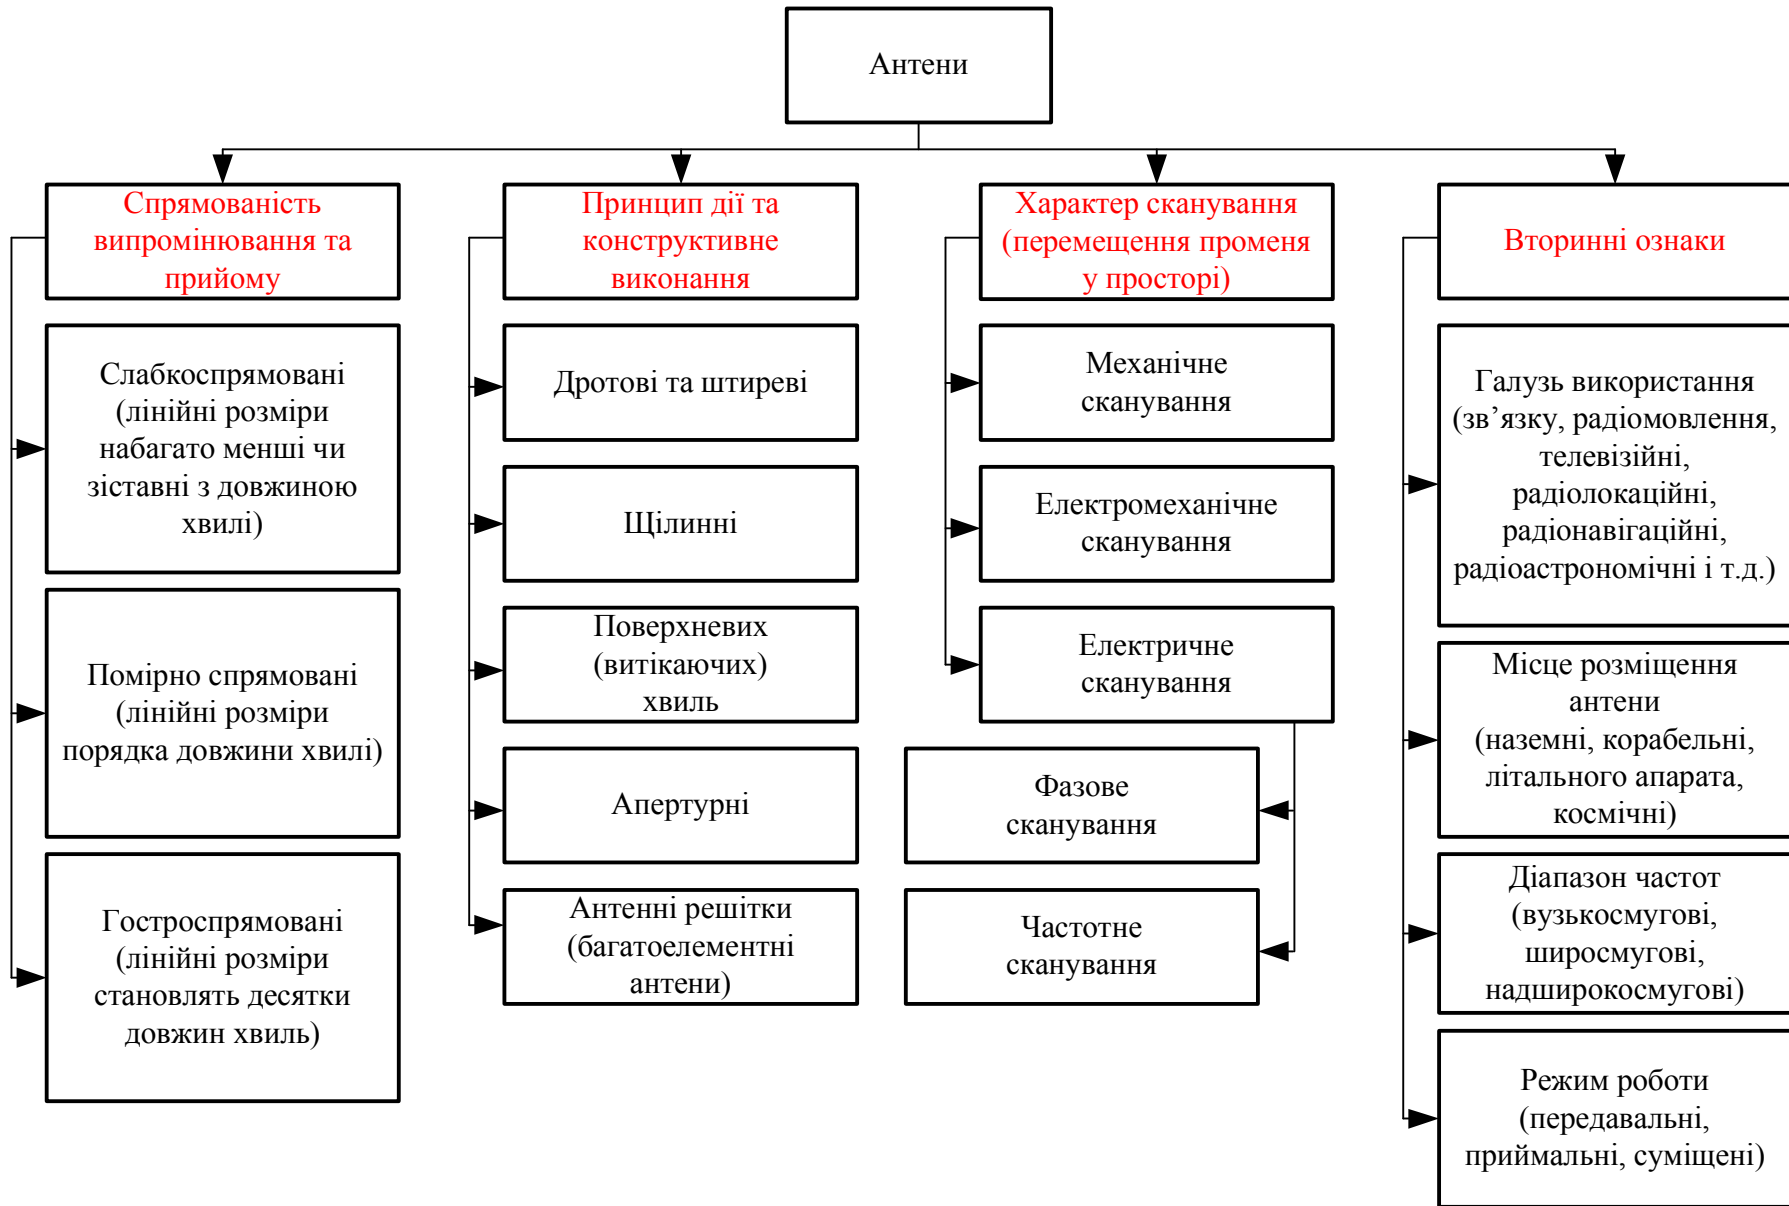 Антени
Спрямованість
випромінювання та
прийому
Слабкоспрямовані
(лінійні розміри
набагато менші чи
зіставні з довжиною
хвилі)
Помірно спрямовані
(лінійні розміри
порядка довжини хвилі)
Гостроспрямовані
(лінійні розміри
становлять десятки
довжин хвиль)
Принцип дії та
конструктивне
виконання
Дротові та штиреві
Щілинні
Поверхневих
(витікаючих)
хвиль
Апертурні
Антенні решітки
(багатоелементні
антени)
Характер сканування
(перемещення променя
у просторі)
Механічне
сканування
Електромеханічне
сканування
Електричне
сканування
Фазове
сканування
Частотне
сканування
Вторинні ознаки
Галузь використання
(зв’язку, радіомовлення,
телевізійні,
радіолокаційні,
радіонавігаційні,
радіоастрономічні і т.д.)
Місце розміщення
антени
(наземні, корабельні,
літального апарата,
космічні)
Діапазон частот
(вузькосмугові,
широсмугові,
надширокосмугові)
Режим роботи
(передавальні,
приймальні, суміщені)